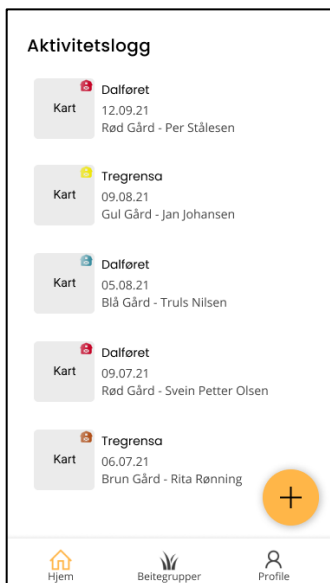 Aktivitetslogg
Kart
Dalføret
12.09.21
Rød Gård - Per Stålesen
Kart
Tregrensa
09.08.21
Gul Gård - Jan Johansen
Kart
Dalføret
05.08.21
Blå Gård - Truls Nilsen
Kart
Dalføret
09.07.21
Rød Gård - Svein Petter Olsen
Kart
Tregrensa
06.07.21
Brun Gård - Rita Rønning
Hjem
Beitegrupper
Profile